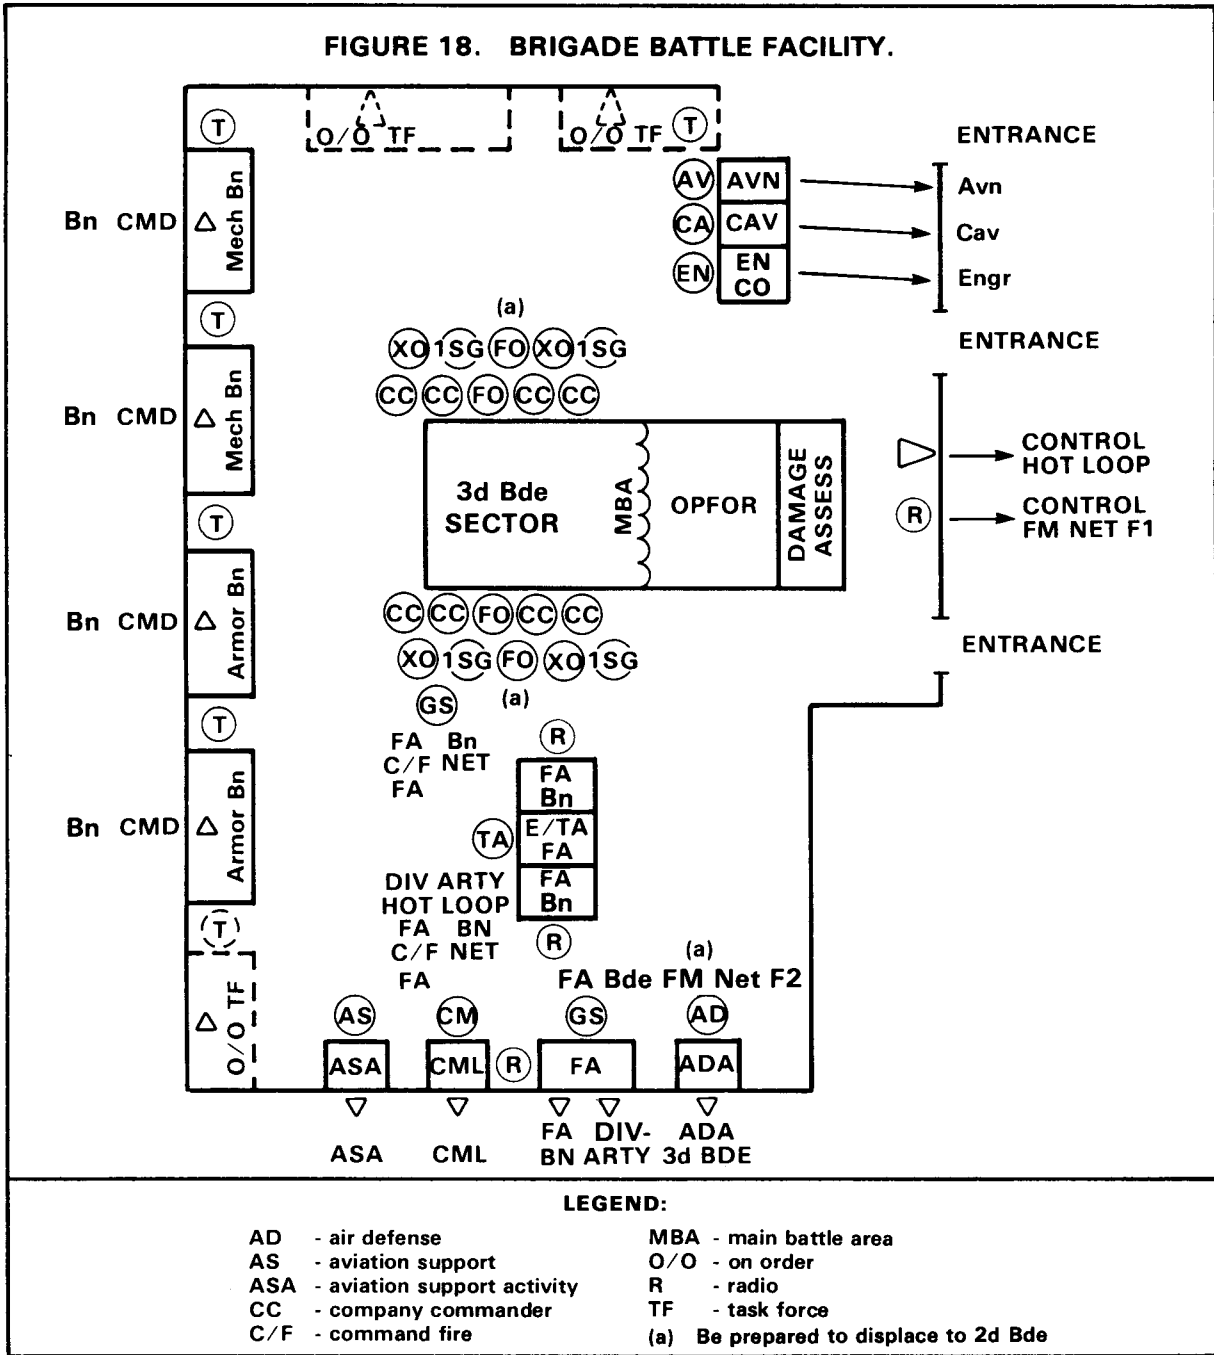 FIGURE 18. BRIGADE BATTLE FACILITY.
T
O/O TF
O/O TF T
ENTRANCE
AV AVN Avn
CA CAV Cav
EN EN CO Engr
Bn CMD Mech Bn
T
(a)
XO 1SG FO XO 1SG
ENTRANCE
CC CC FO CC CC
Bn CMD Mech Bn
3d Bde SECTOR
MBA
OPFOR
DAMAGE ASSESS
CONTROL HOT LOOP
R CONTROL FM NET F1
T
CC CC FO CC CC
Bn CMD Armor Bn
ENTRANCE
XO 1SG FO XO 1SG
(a)
GS
T
FA Bn
C/F NET
FA
R
FA Bn
Bn CMD Armor Bn
TA E/TA FA
DIV ARTY
HOT LOOP
FA BN
C/F NET
FA
FA Bn
R
(T)
(a)
FA Bde FM Net F2
O/O TF
AS CM GS AD
ASA CML R FA ADA
ASA CML FA BN DIV-ARTY ADA 3d BDE
LEGEND:
AD - air defense
AS - aviation support
ASA - aviation support activity
CC - company commander
C/F - command fire
MBA - main battle area
O/O - on order
R - radio
TF - task force
(a) Be prepared to displace to 2d Bde